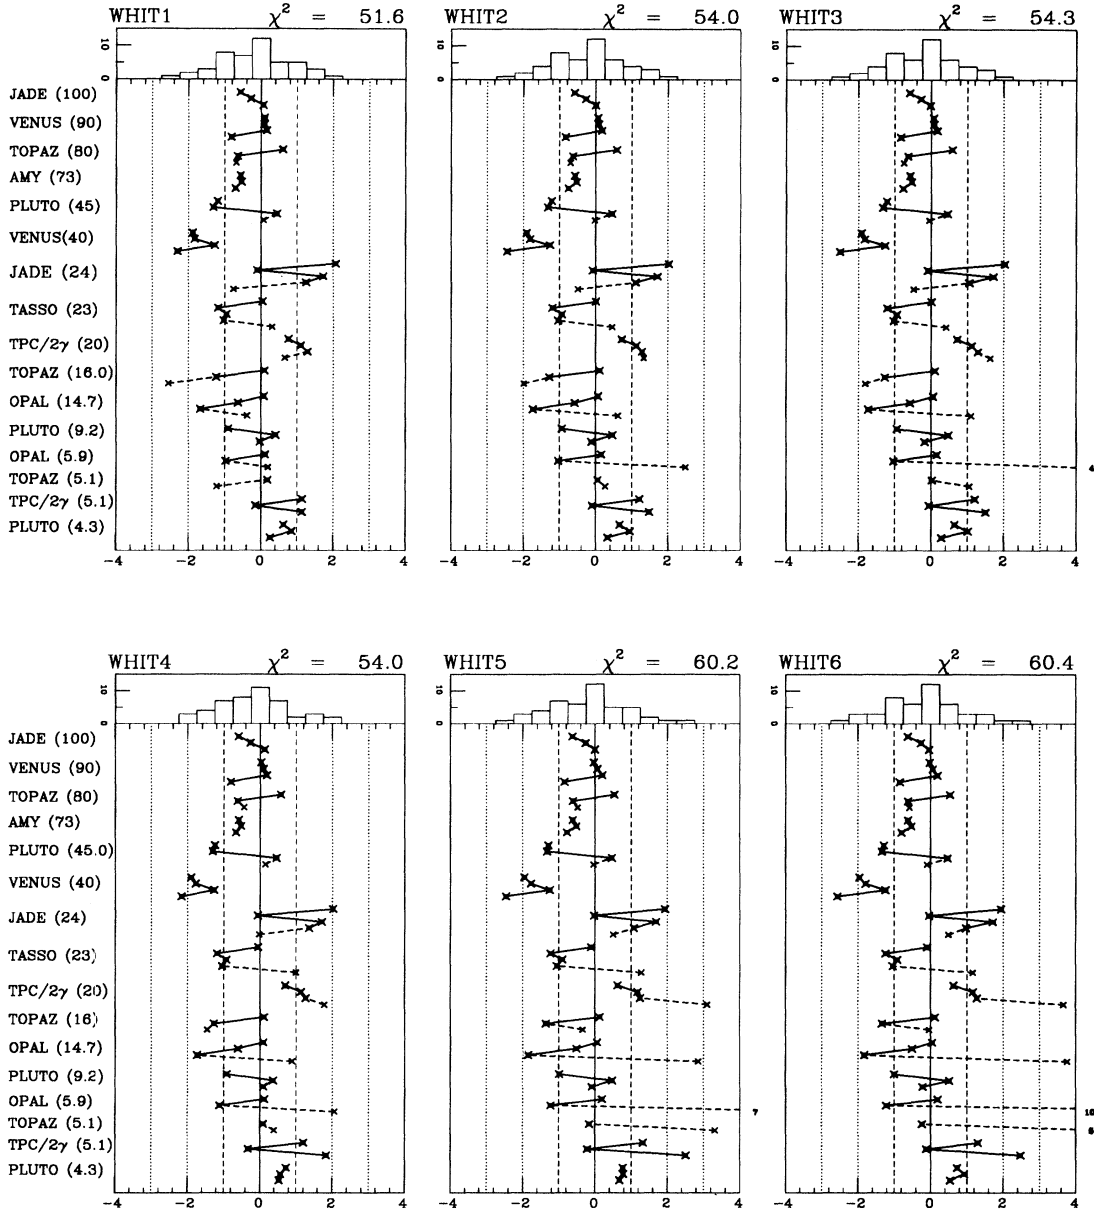 WHIT1 χ² = 51.6
WHIT2 χ² = 54.0
WHIT3 χ² = 54.3
10
0
10
0
10
0
JADE (100)
VENUS (90)
TOPAZ (80)
AMY (73)
PLUTO (45)
VENUS(40)
JADE (24)
TASSO (23)
TPC/2γ (20)
TOPAZ (16.0)
OPAL (14.7)
PLUTO (9.2)
OPAL (5.9)
4
TOPAZ (5.1)
TPC/2γ (5.1)
PLUTO (4.3)
−4 −2 0 2 4
−4 −2 0 2 4
−4 −2 0 2 4
WHIT4 χ² = 54.0
WHIT5 χ² = 60.2
WHIT6 χ² = 60.4
10
0
10
0
10
0
JADE (100)
VENUS (90)
TOPAZ (80)
AMY (73)
PLUTO (45.0)
VENUS (40)
JADE (24)
TASSO (23)
TPC/2γ (20)
TOPAZ (16)
OPAL (14.7)
PLUTO (9.2)
OPAL (5.9)
7
10
TOPAZ (5.1)
TPC/2γ (5.1)
PLUTO (4.3)
−4 −2 0 2 4
−4 −2 0 2 4
−4 −2 0 2 4